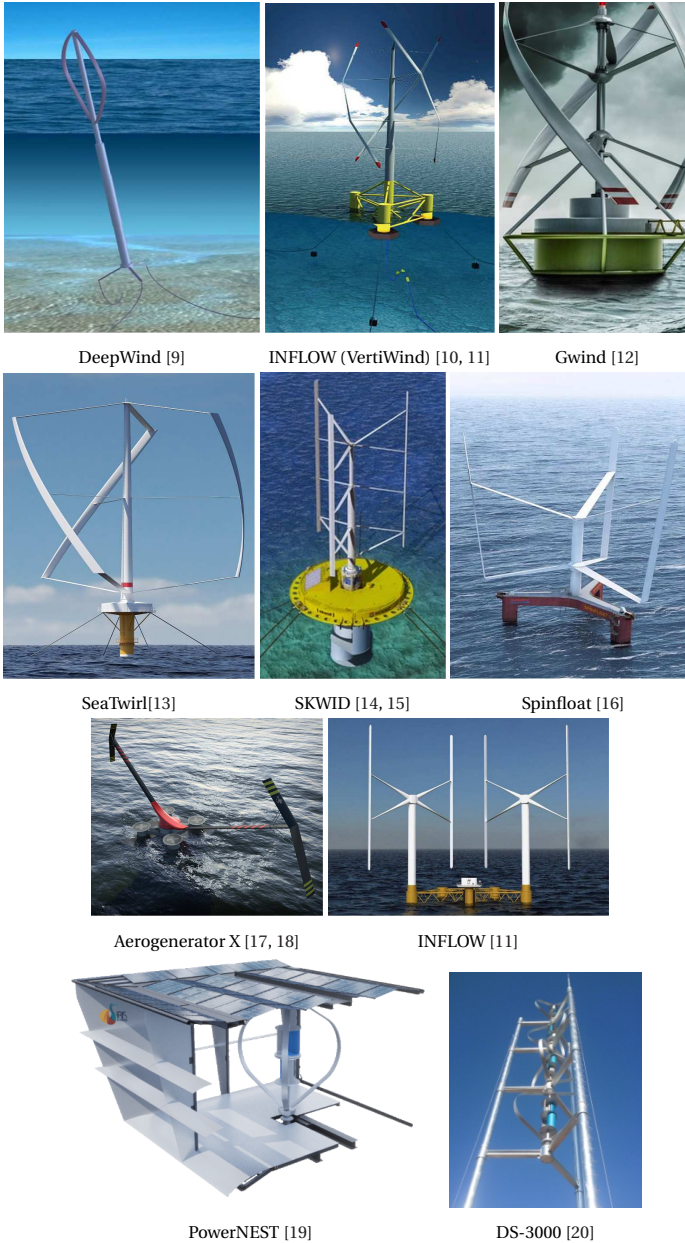 DeepWind [9]
INFLOW (VertiWind) [10, 11]
Gwind [12]
SeaTwirl[13]
SKWID [14, 15]
Spinfloat [16]
Aerogenerator X [17, 18]
INFLOW [11]
IBIS
PowerNEST [19]
DS-3000 [20]